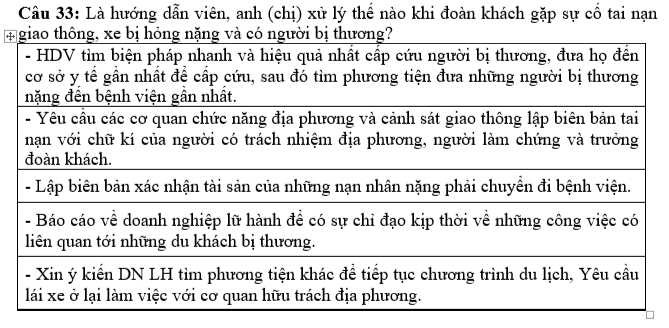 Câu 33: Là hướng dẫn viên, anh (chị) xử lý thế nào khi đoàn khách gặp sự cố tai nạn
giao thông, xe bị hỏng nặng và có người bị thương?
- HDV tìm biện pháp nhanh và hiệu quả nhất cấp cứu người bị thương, đưa họ đến
cơ sở y tế gần nhất để cấp cứu, sau đó tìm phương tiện đưa những người bị thương
nặng đến bệnh viện gần nhất.
- Yêu cầu các cơ quan chức năng địa phương và cảnh sát giao thông lập biên bản tai
nạn với chữ kí của người có trách nhiệm địa phương, người làm chứng và trưởng
đoàn khách.
- Lập biên bản xác nhận tài sản của những nạn nhân nặng phải chuyển đi bệnh viện.
- Báo cáo về doanh nghiệp lữ hành để có sự chỉ đạo kịp thời về những công việc có
liên quan tới những du khách bị thương.
- Xin ý kiến DN LH tìm phương tiện khác để tiếp tục chương trình du lịch, Yêu cầu
lái xe ở lại làm việc với cơ quan hữu trách địa phương.